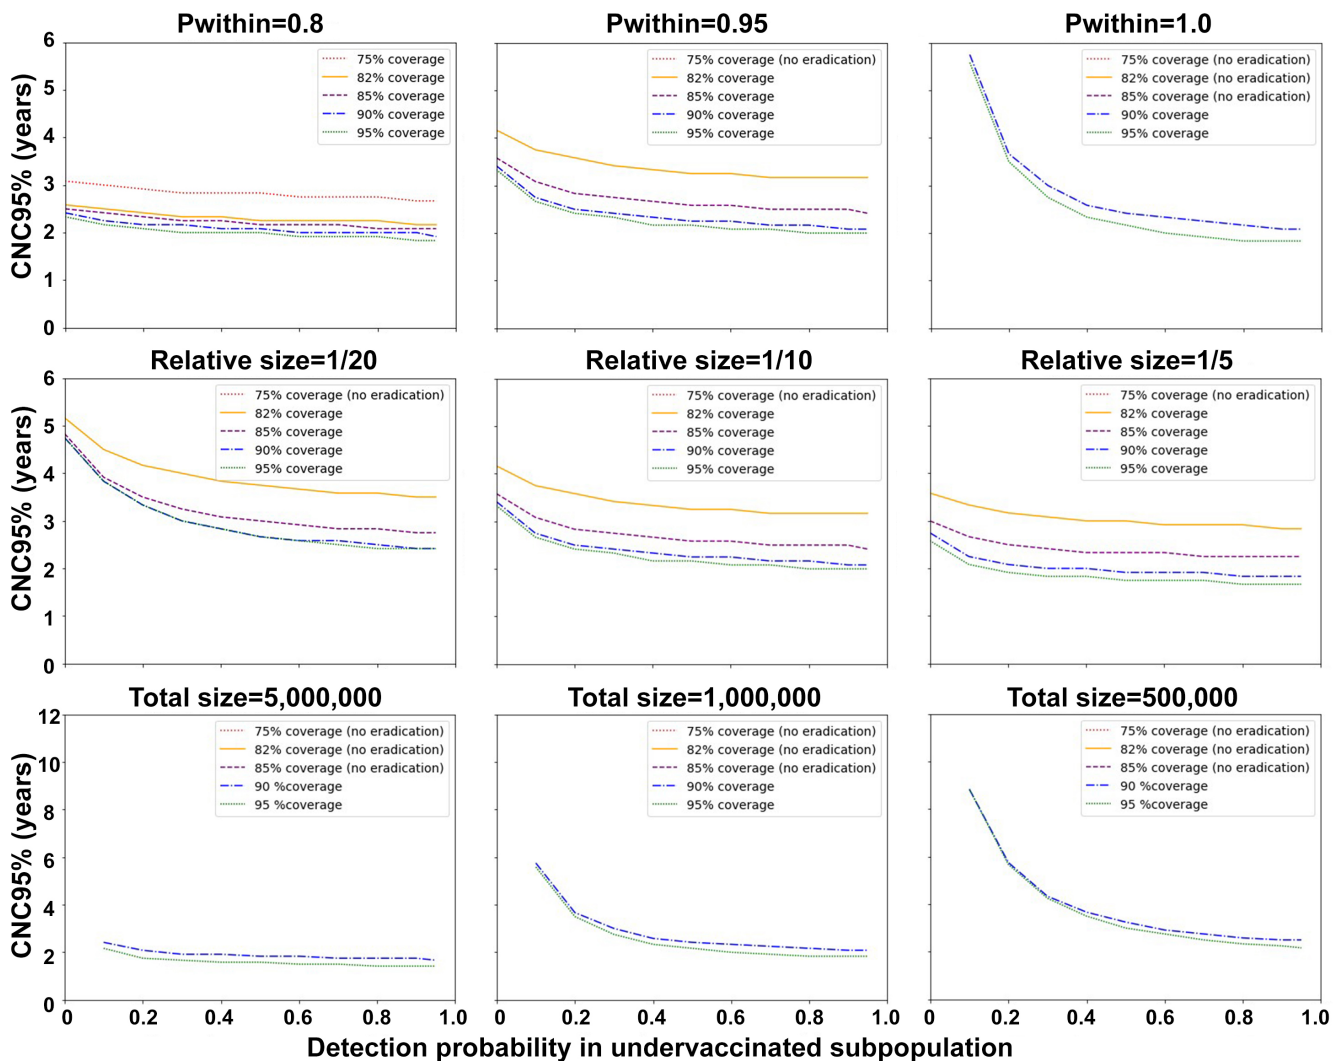 Pwithin=0.8
Pwithin=0.95
Pwithin=1.0
CNC95% (years)
6
5
4
3
2
1
0
75% coverage
82% coverage
85% coverage
90% coverage
95% coverage
75% coverage (no eradication)
82% coverage
85% coverage
90% coverage
95% coverage
75% coverage (no eradication)
82% coverage (no eradication)
85% coverage (no eradication)
90% coverage
95% coverage
Relative size=1/20
Relative size=1/10
Relative size=1/5
CNC95% (years)
6
5
4
3
2
1
0
75% coverage (no eradication)
82% coverage
85% coverage
90% coverage
95% coverage
75% coverage (no eradication)
82% coverage
85% coverage
90% coverage
95% coverage
75% coverage (no eradication)
82% coverage
85% coverage
90% coverage
95% coverage
Total size=5,000,000
Total size=1,000,000
Total size=500,000
CNC95% (years)
12
10
8
6
4
2
0
75% coverage (no eradication)
82% coverage (no eradication)
85% coverage (no eradication)
90 %coverage
95 %coverage
75% coverage (no eradication)
82% coverage (no eradication)
85% coverage (no eradication)
90% coverage
95% coverage
75% coverage (no eradication)
82% coverage (no eradication)
85% coverage (no eradication)
90 %coverage
95 %coverage
0 0.2 0.4 0.6 0.8 1.0
0 0.2 0.4 0.6 0.8 1.0
0 0.2 0.4 0.6 0.8 1.0
Detection probability in undervaccinated subpopulation